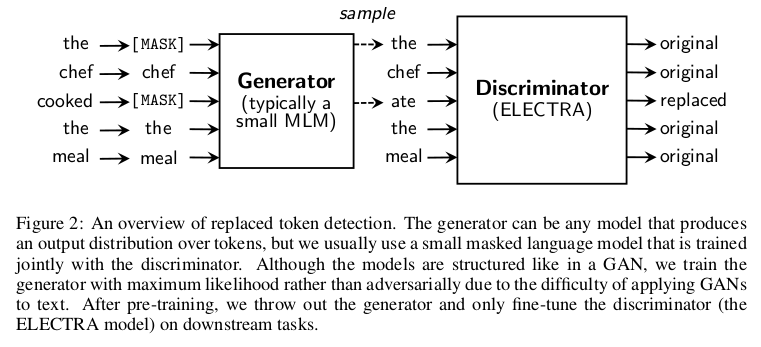 sample
the [MASK] the original
chef chef Generator chef Discriminator original
cooked [MASK] (typically a ate (ELECTRA) replaced
the the small MLM) the original
meal meal meal original
Figure 2: An overview of replaced token detection. The generator can be any model that produces
an output distribution over tokens, but we usually use a small masked language model that is trained
jointly with the discriminator. Although the models are structured like in a GAN, we train the
generator with maximum likelihood rather than adversarially due to the difficulty of applying GANs
to text. After pre-training, we throw out the generator and only fine-tune the discriminator (the
ELECTRA model) on downstream tasks.